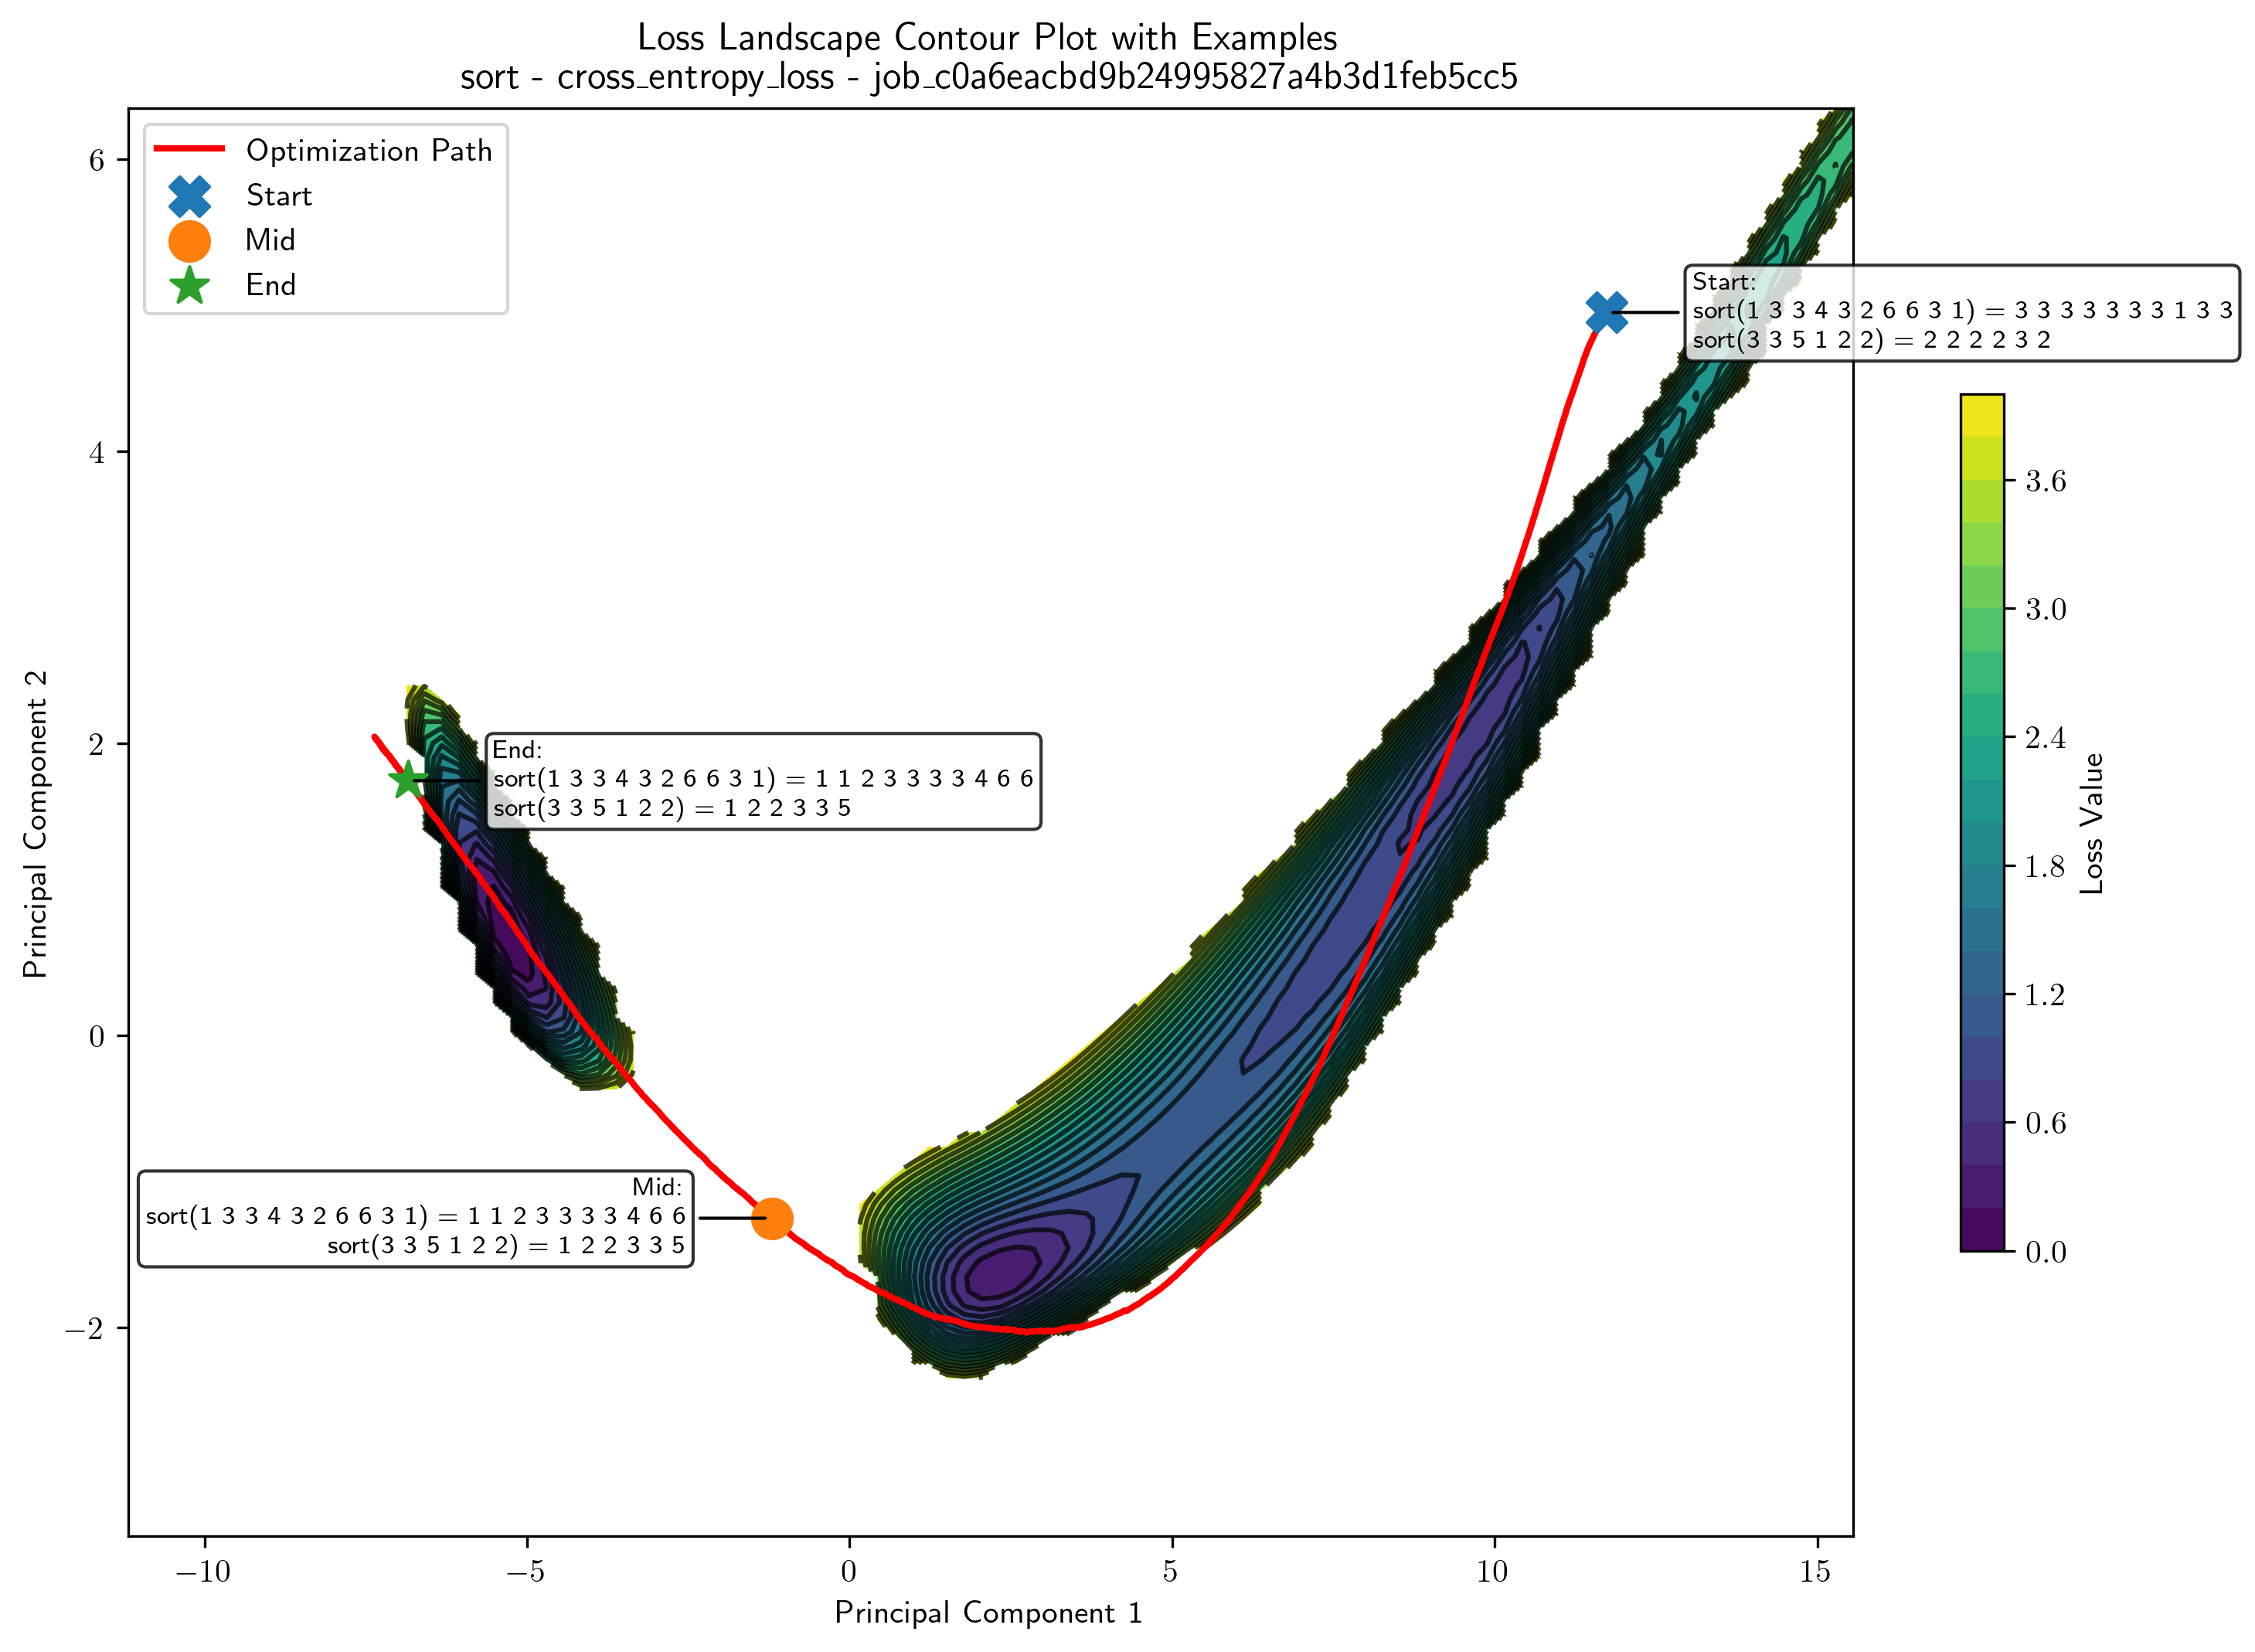 Loss Landscape Contour Plot with Examples
sort - cross_entropy_loss - job_c0a6eacbd9b24995827a4b3d1feb5cc5
Optimization Path
Start
Mid
End
Start:
sort(1 3 3 4 3 2 6 6 3 1) = 3 3 3 3 3 3 3 1 3 3
sort(3 3 5 1 2 2) = 2 2 2 2 3 2
End:
sort(1 3 3 4 3 2 6 6 3 1) = 1 1 2 3 3 3 3 4 6 6
sort(3 3 5 1 2 2) = 1 2 2 3 3 5
Mid:
sort(1 3 3 4 3 2 6 6 3 1) = 1 1 2 3 3 3 3 4 6 6
sort(3 3 5 1 2 2) = 1 2 2 3 3 5
6
4
2
0
−2
Principal Component 2
−10
−5
0
5
10
15
Principal Component 1
3.6
3.0
2.4
1.8
1.2
0.6
0.0
Loss Value